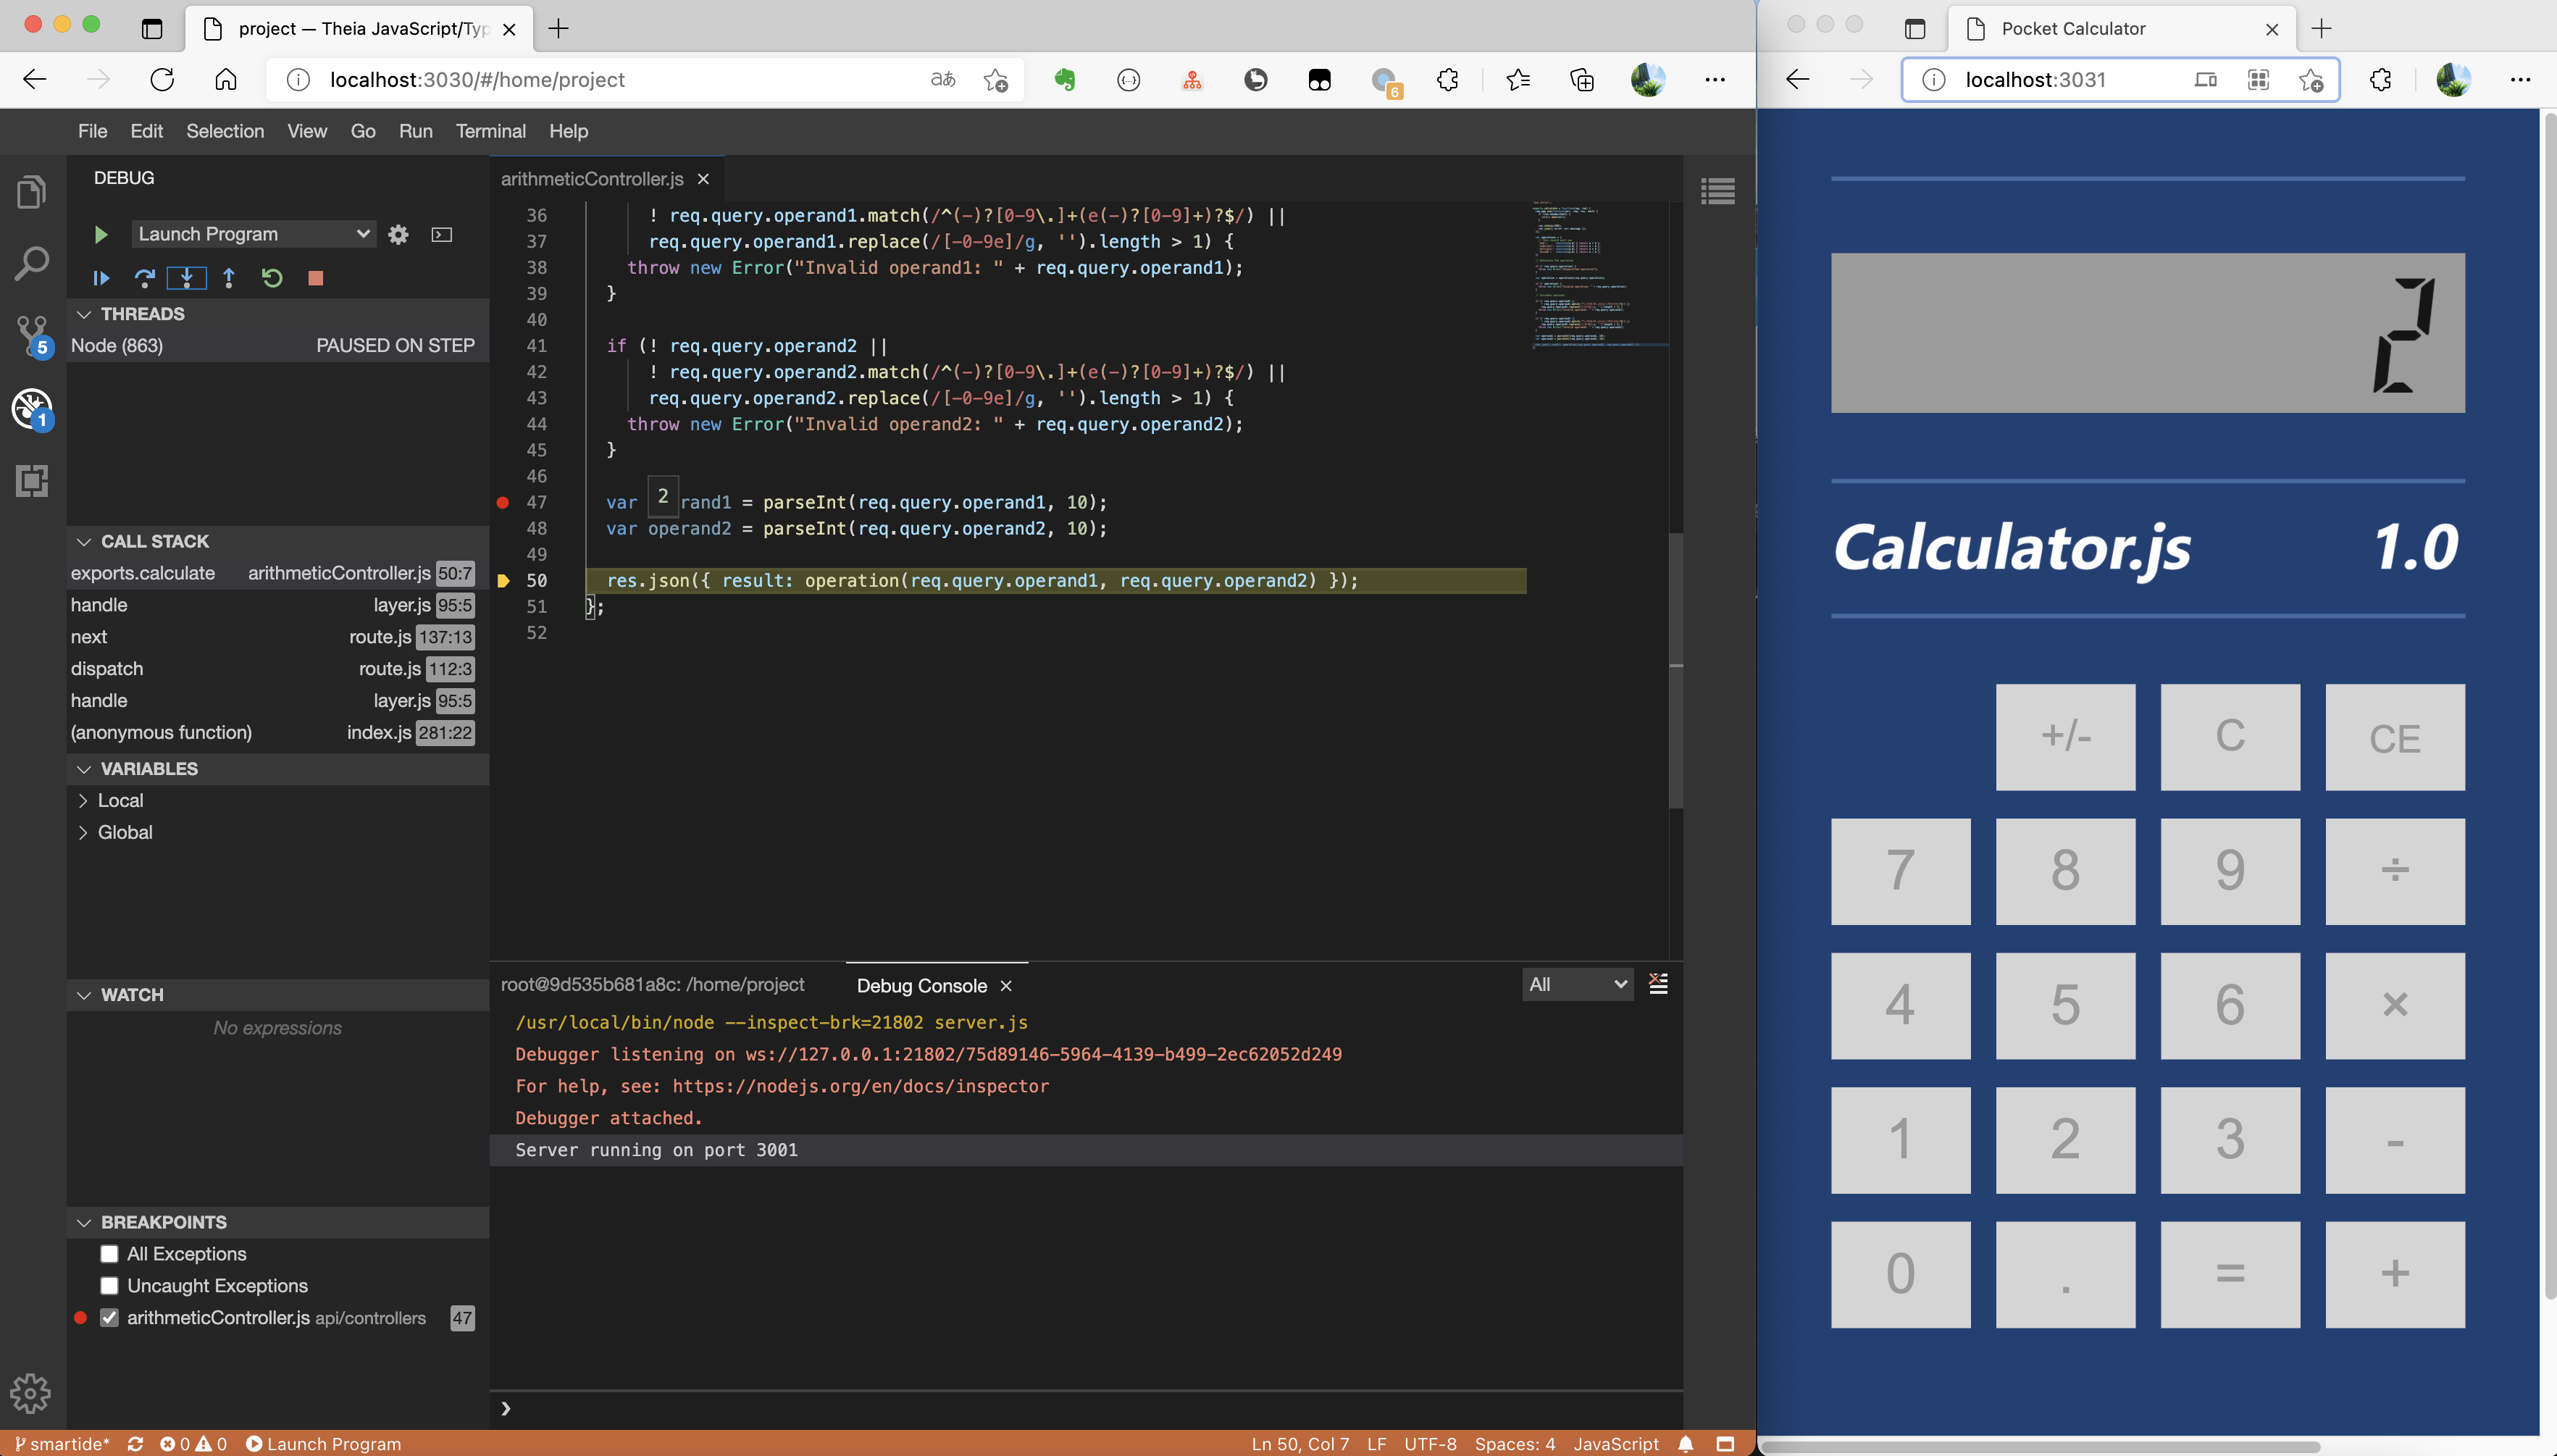 project — Theia JavaScript/Typ
localhost:3030/#/home/project
aあ
6
File Edit Selection View Go Run Terminal Help
DEBUG
Launch Program
THREADS
Node (863) PAUSED ON STEP
5
1
CALL STACK
exports.calculate arithmeticController.js 50:7
handle layer.js 95:5
next route.js 137:13
dispatch route.js 112:3
handle layer.js 95:5
(anonymous function) index.js 281:22
VARIABLES
Local
Global
WATCH
No expressions
BREAKPOINTS
All Exceptions
Uncaught Exceptions
arithmeticController.js api/controllers 47
arithmeticController.js
36 ! req.query.operand1.match(/^(-)?[0-9\.]+(e(-)?[0-9]+)?$/) ||
37 req.query.operand1.replace(/[-0-9e]/g, '').length > 1) {
38 throw new Error("Invalid operand1: " + req.query.operand1);
39 }
40
41 if (! req.query.operand2 ||
42 ! req.query.operand2.match(/^(-)?[0-9\.]+(e(-)?[0-9]+)?$/) ||
43 req.query.operand2.replace(/[-0-9e]/g, '').length > 1) {
44 throw new Error("Invalid operand2: " + req.query.operand2);
45 }
46
2
47 var rand1 = parseInt(req.query.operand1, 10);
48 var operand2 = parseInt(req.query.operand2, 10);
49
50 res.json({ result: operation(req.query.operand1, req.query.operand2) });
51 };
52
root@9d535b681a8c: /home/project Debug Console All
/usr/local/bin/node --inspect-brk=21802 server.js
Debugger listening on ws://127.0.0.1:21802/75d89146-5964-4139-b499-2ec62052d249
For help, see: https://nodejs.org/en/docs/inspector
Debugger attached.
Server running on port 3001
smartide* 0 0 Launch Program Ln 50, Col 7 LF UTF-8 Spaces: 4 JavaScript
Pocket Calculator
localhost:3031
2
Calculator.js 1.0
+/- C CE
7 8 9 ÷
4 5 6 ×
1 2 3 -
0 . = +